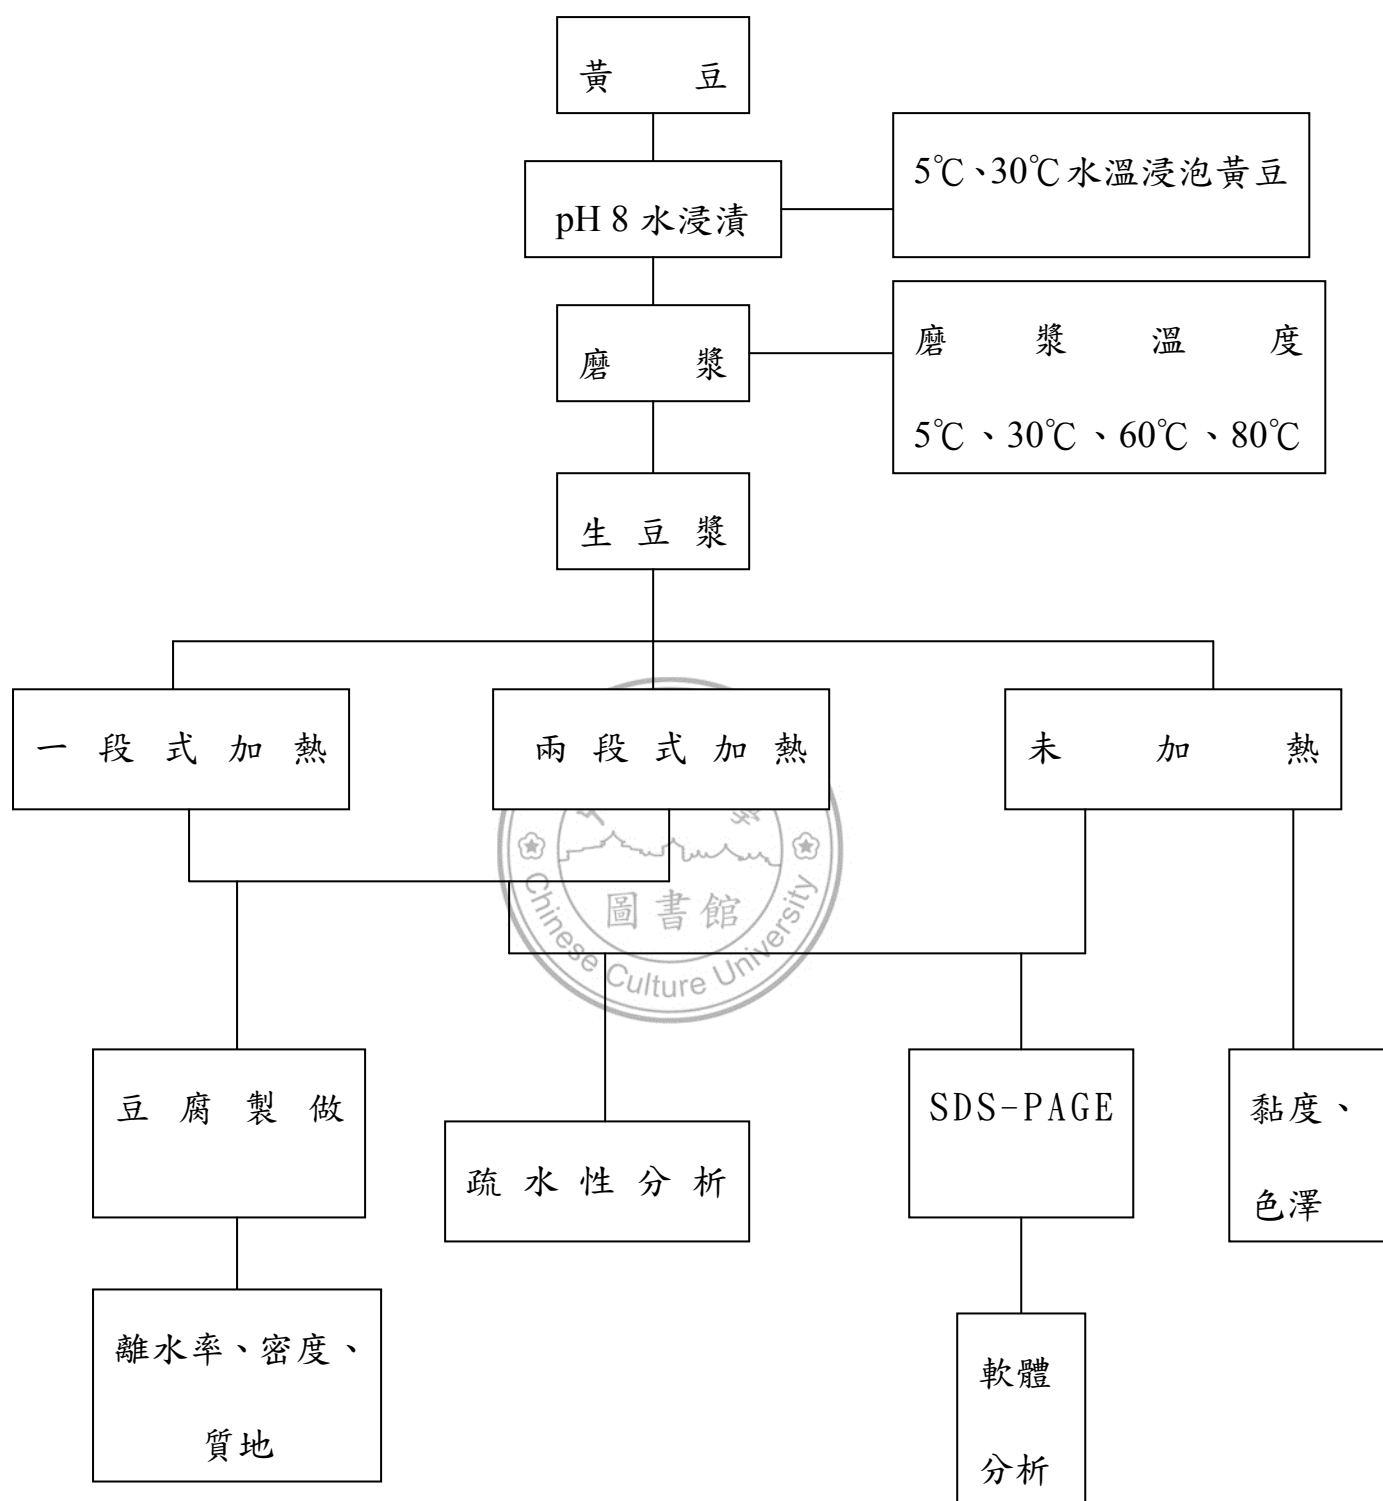 黃豆
5℃、30℃水溫浸泡黃豆
pH 8 水浸漬
磨漿溫度
磨漿
5℃、30℃、60℃、80℃
生豆漿
一段式加熱
兩段式加熱
未加熱
圖書館
Chinese Culture University
豆腐製做
SDS-PAGE
黏度、
色澤
疏水性分析
離水率、密度、
質地
軟體
分析